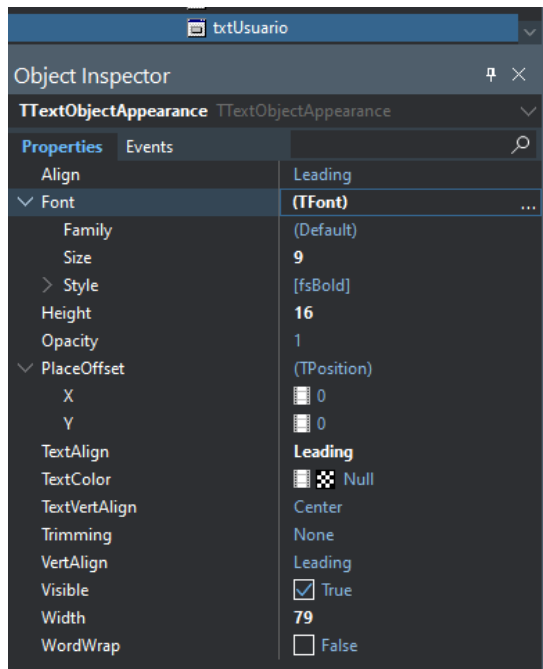 txtUsuario
Object Inspector
TTextObjectAppearance TTextObjectAppearance
Properties Events
Align Leading
Font (TFont) ...
Family (Default)
Size 9
Style [fsBold]
Height 16
Opacity 1
PlaceOffset (TPosition)
X 0
Y 0
TextAlign Leading
TextColor Null
TextVertAlign Center
Trimming None
VertAlign Leading
Visible True
Width 79
WordWrap False